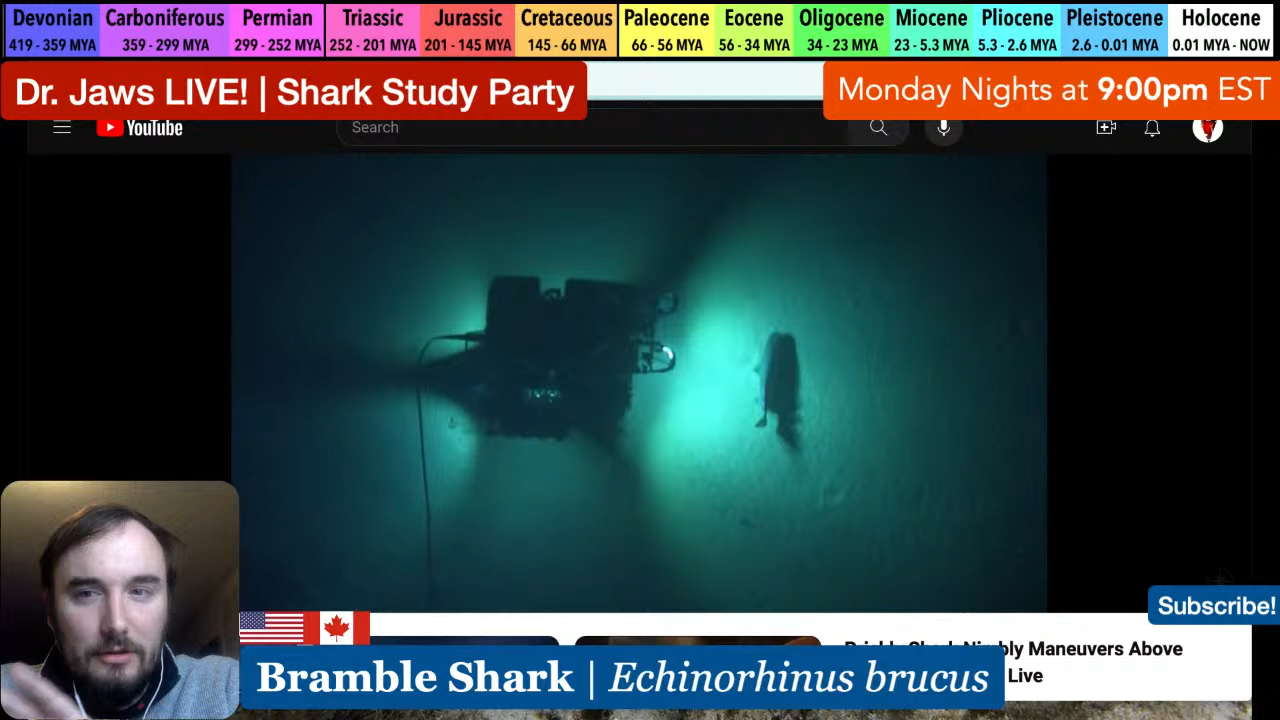 Devonian Carboniferous Permian Triassic Jurassic Cretaceous Paleocene Eocene Oligocene Miocene Pliocene Pleistocene Holocene
419 - 359 MYA 359 - 299 MYA 299 - 252 MYA 252 - 201 MYA 201 - 145 MYA 145 - 66 MYA 66 - 56 MYA 56 - 34 MYA 34 - 23 MYA 23 - 5.3 MYA 5.3 - 2.6 MYA 2.6 - 0.01 MYA 0.01 MYA - NOW
Dr. Jaws LIVE! | Shark Study Party
Monday Nights at 9:00pm EST
YouTube
Search
Subscribe!
Maneuvers Above
Live
Bramble Shark | Echinorhinus brucus